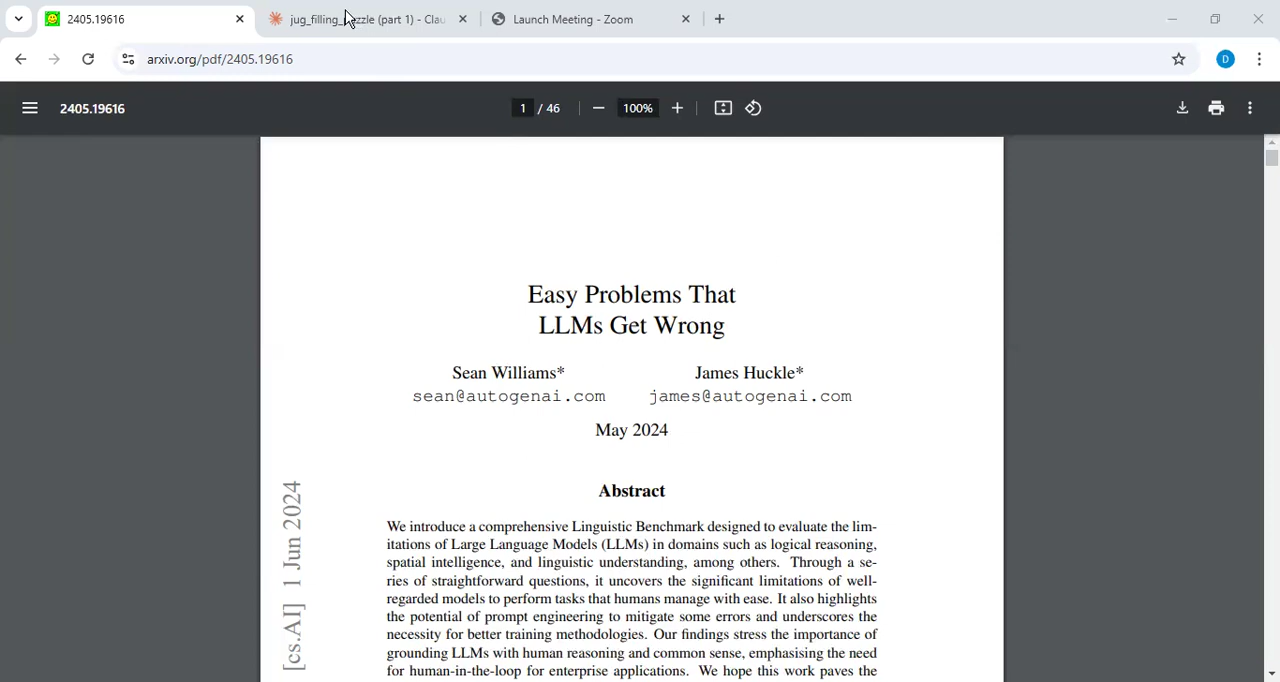 2405.19616
jug_filling_ zzle (part 1) - Clau
Launch Meeting - Zoom
arxiv.org/pdf/2405.19616
D
2405.19616
1 / 46
100%
Easy Problems That
LLMs Get Wrong
Sean Williams* James Huckle*
sean@autogenai.com james@autogenai.com
May 2024
Abstract
We introduce a comprehensive Linguistic Benchmark designed to evaluate the lim-
itations of Large Language Models (LLMs) in domains such as logical reasoning,
spatial intelligence, and linguistic understanding, among others. Through a se-
ries of straightforward questions, it uncovers the significant limitations of well-
regarded models to perform tasks that humans manage with ease. It also highlights
the potential of prompt engineering to mitigate some errors and underscores the
necessity for better training methodologies. Our findings stress the importance of
grounding LLMs with human reasoning and common sense, emphasising the need
for human-in-the-loop for enterprise applications. We hope this work paves the
[cs.AI] 1 Jun 2024